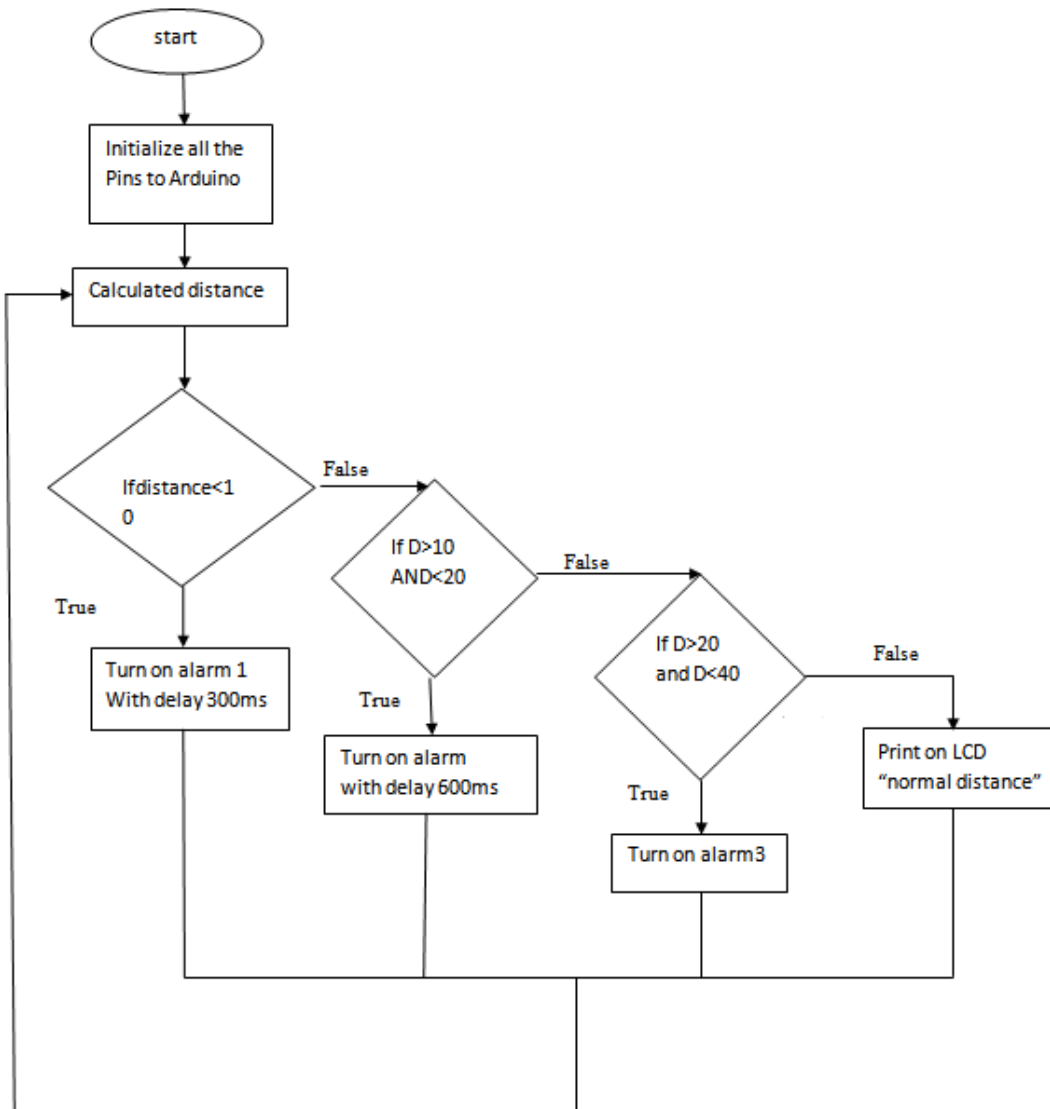 start
Initialize all the
Pins to Arduino
Calculated distance
Ifdistance<1
0
False
True
Turn on alarm 1
With delay 300ms
If D>10
AND<20
False
True
Turn on alarm
with delay 600ms
If D>20
and D<40
False
True
Turn on alarm3
Print on LCD
“normal distance”